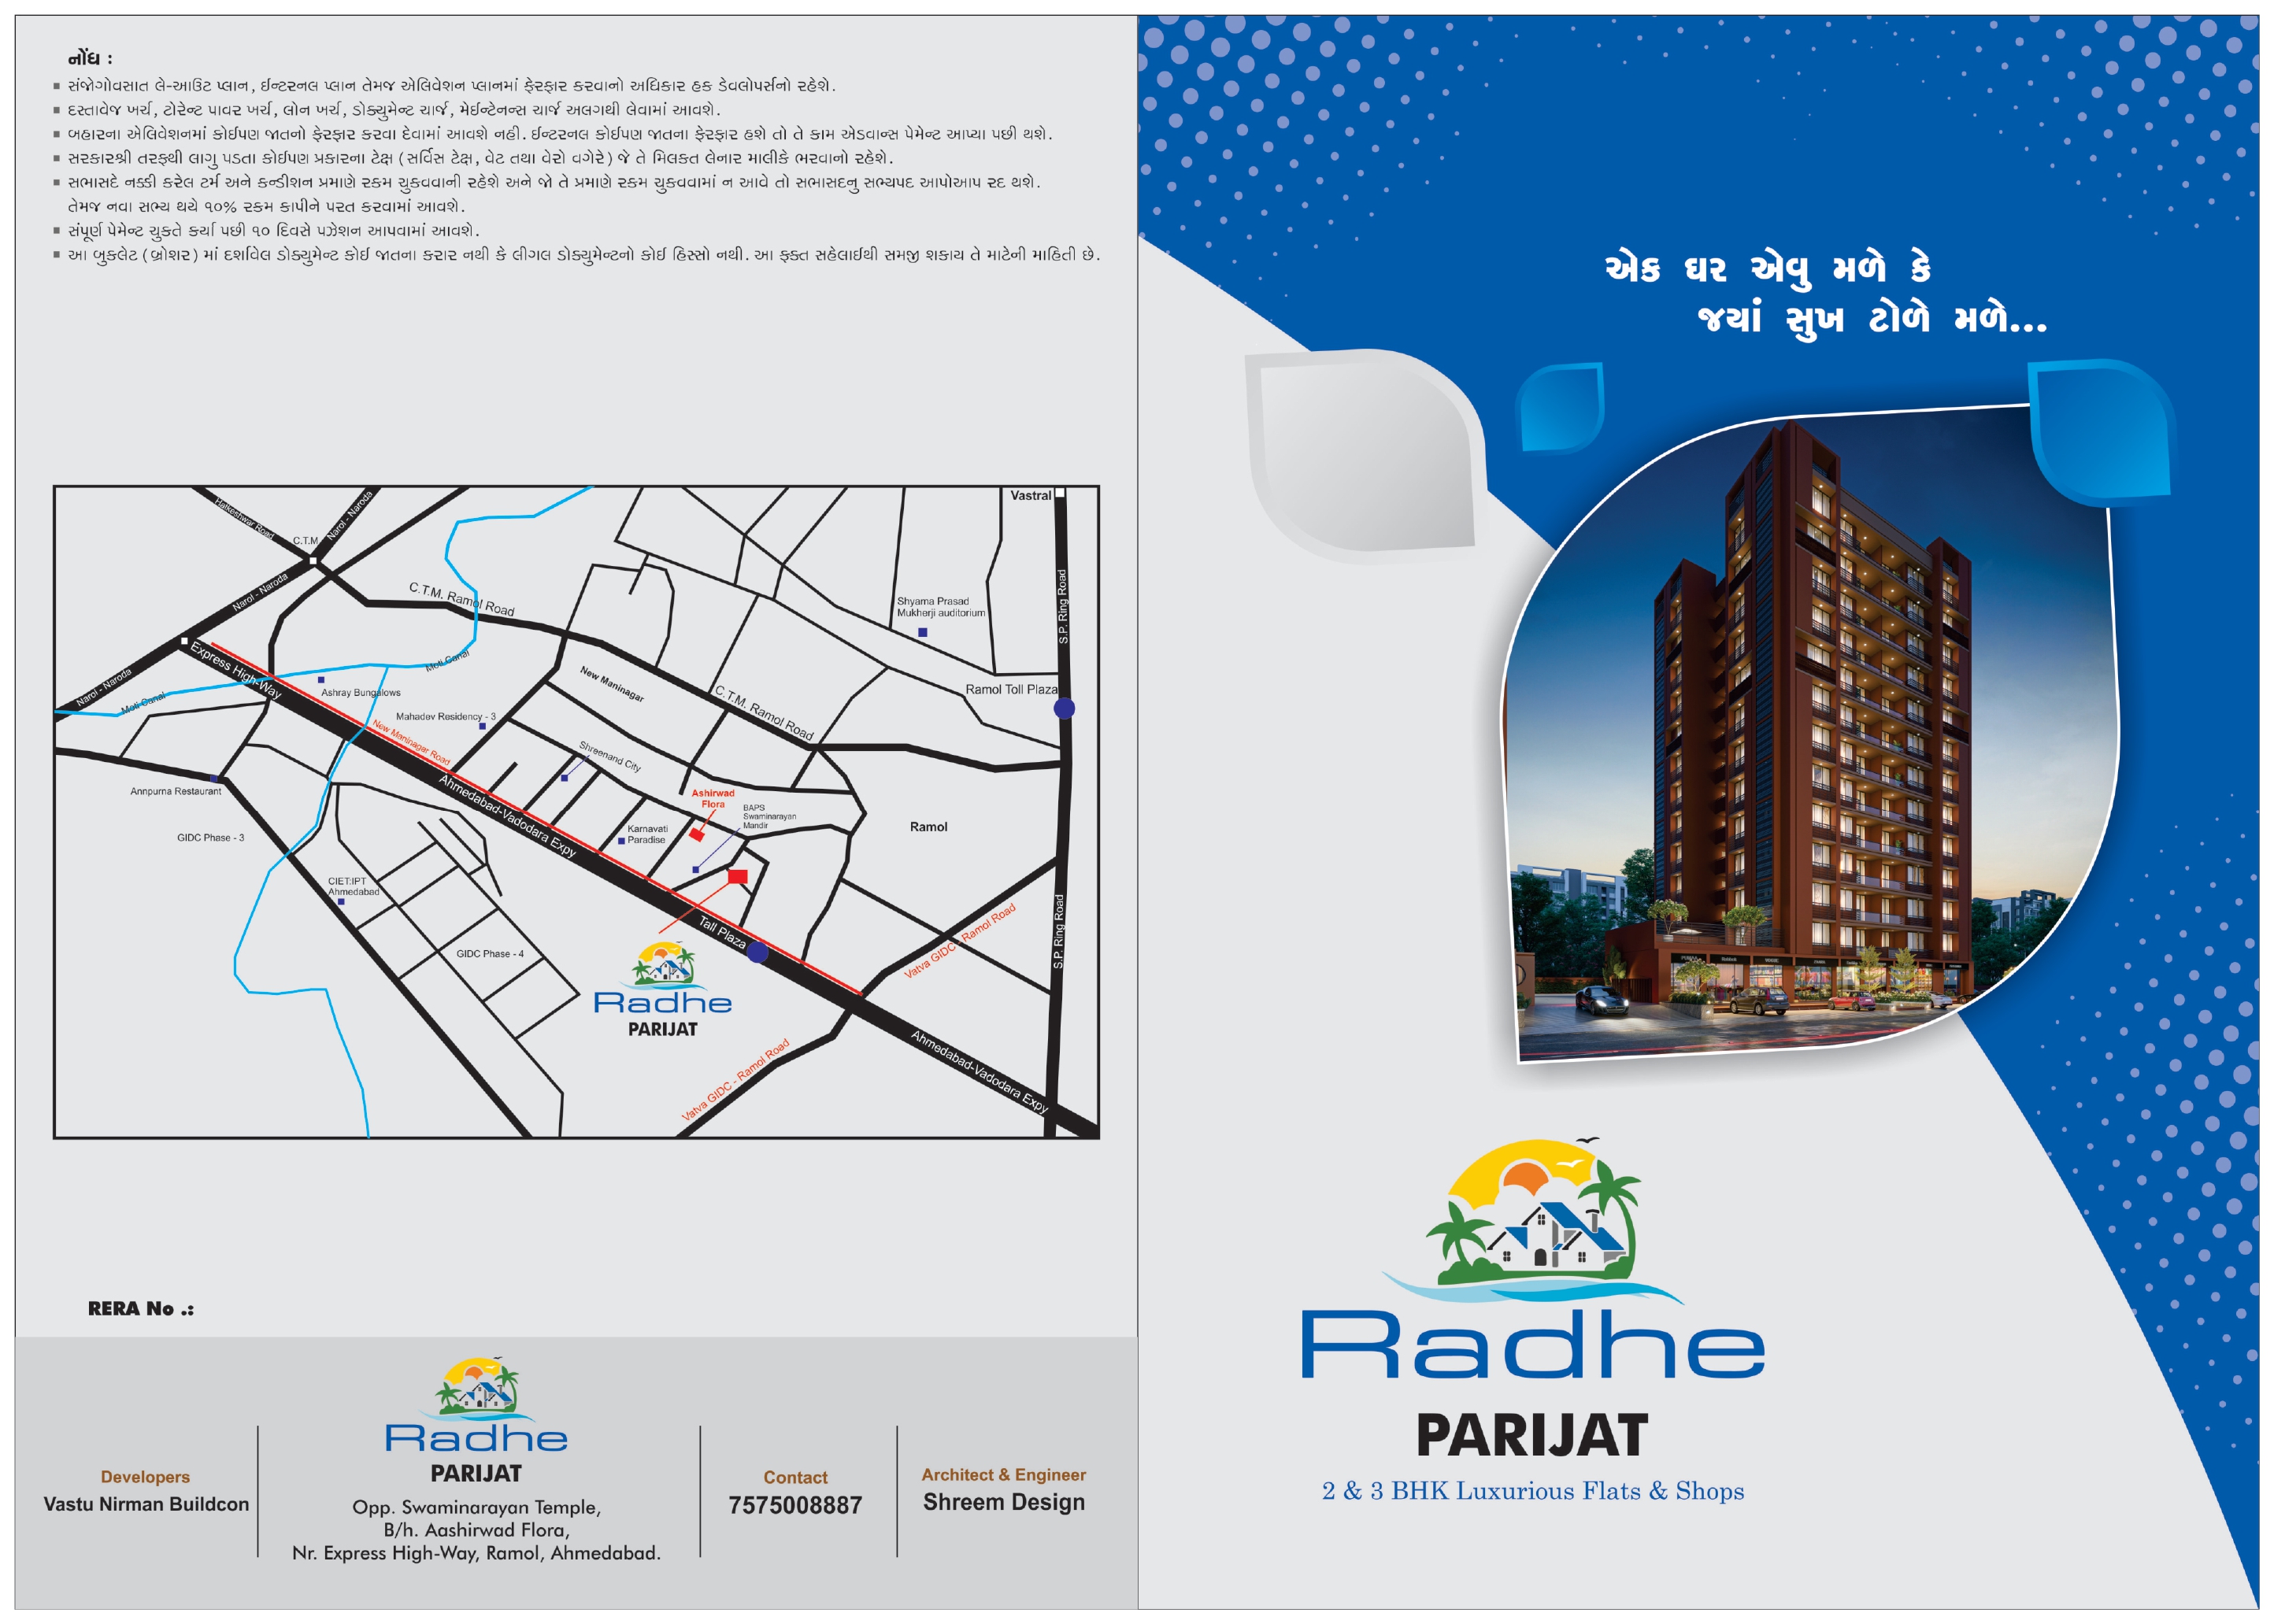 નોંધ :
▪ સંજોગોવસાત લે-આઉટ પ્લાન, ઈન્ટરનલ પ્લાન તેમજ એલિવેશન પ્લાનમાં ફેરફાર કરવાનો અધિકાર હક ડેવલોપર્સનો રહેશે.
▪ દસ્તાવેજ ખર્ચ, ટોરેન્ટ પાવર ખર્ચ, લોન ખર્ચ, ડોક્યુમેન્ટ ચાર્જ, મેઈન્ટેનન્સ ચાર્જ અલગથી લેવામાં આવશે.
▪ બહારના એલિવેશનમાં કોઈપણ જાતનો ફેરફાર કરવા દેવામાં આવશે નહી. ઈન્ટરનલ કોઈપણ જાતના ફેરફાર હશે તો તે કામ એડવાન્સ પેમેન્ટ આપ્યા પછી થશે.
▪ સરકારશ્રી તરફથી લાગુ પડતા કોઈપણ પ્રકારના ટેક્ષ (સર્વિસ ટેક્ષ, વેટ તથા વેરો વગેરે) જે તે મિલકત લેનાર માલીકે ભરવાનો રહેશે.
▪ સભાસદે નક્કી કરેલ ટર્મ અને કન્ડીશન પ્રમાણે રકમ ચુકવવાની રહેશે અને જો તે પ્રમાણે રકમ ચુકવવામાં ન આવે તો સભાસદનુ સભ્યપદ આપોઆપ રદ થશે.
તેમજ નવા સભ્ય થયે ૧૦% રકમ કાપીને પરત કરવામાં આવશે.
▪ સંપૂર્ણ પેમેન્ટ ચુકતે કર્યા પછી ૧૦ દિવસે પઝેશન આપવામાં આવશે.
▪ આ બુકલેટ (બ્રોશર) માં દર્શાવેલ ડોક્યુમેન્ટ કોઈ જાતના કરાર નથી કે લીગલ ડોક્યુમેન્ટનો કોઈ હિસ્સો નથી. આ ફક્ત સહેલાઈથી સમજી શકાય તે માટેની માહિતી છે.
Vastral
Hatkeshwar Road
Narol - Naroda
C.T.M
Narol - Naroda
C.T.M. Ramol Road
Shyama Prasad
Mukherji auditorium
S.P. Ring Road
Express High-Way
Narol - Naroda
Moti Canal
Moti Canal
Ashray Bungalows
New Maninagar
C.T.M. Ramol Road
Ramol Toll Plaza
Mahadev Residency - 3
New Maninagar Road
Shreenand City
Annpurna Restaurant
Ahmedabad-Vadodara Expy
Ashirwad
Flora
BAPS
Swaminarayan
Mandir
Karnavati
Paradise
Ramol
GIDC Phase - 3
CIET:IPT
Ahmedabad
GIDC Phase - 4
Tall Plaza
Vatva GIDC - Ramol Road
S.P. Ring Road
Radhe
PARIJAT
Vatva GIDC - Ramol Road
Ahmedabad-Vadodara Expy
RERA No .:
Developers
Vastu Nirman Buildcon
Radhe
PARIJAT
Opp. Swaminarayan Temple,
B/h. Aashirwad Flora,
Nr. Express High-Way, Ramol, Ahmedabad.
Contact
7575008887
Architect & Engineer
Shreem Design
એક ઘર એવુ મળે કે
જયાં સુખ ટોળે મળે...
Radhe
PARIJAT
2 & 3 BHK Luxurious Flats & Shops